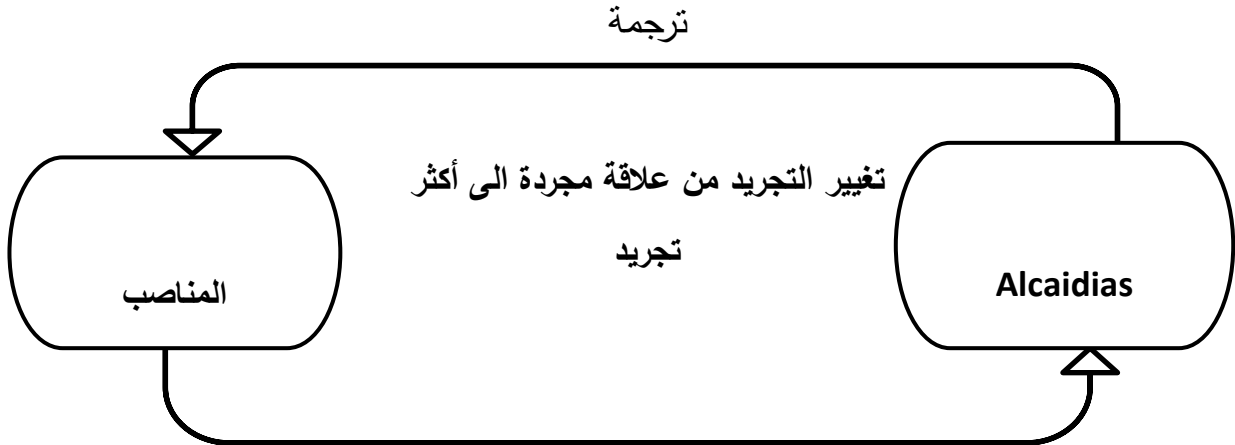 ترجمة
تغيير التجريد من علاقة مجردة الى أكثر
تجريد
Alcaidias
المناصب